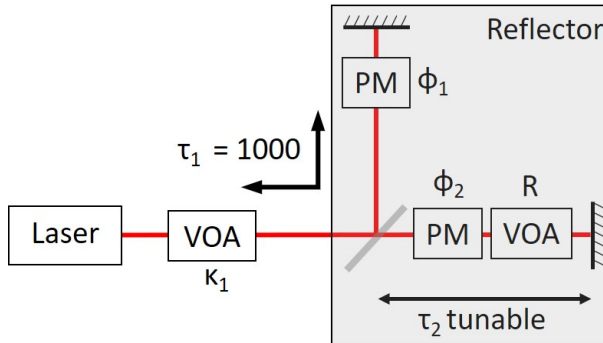 Reflector
PM Φ₁
τ₁ = 1000
Φ₂ R
Laser VOA PM VOA
κ₁
τ₂ tunable